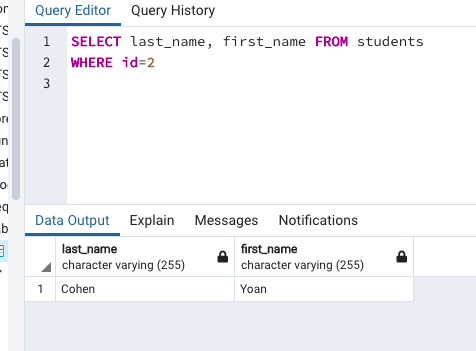 Query Editor Query History
1 SELECT last_name, first_name FROM students
2 WHERE id=2
3
Data Output Explain Messages Notifications
last_name first_name
character varying (255) character varying (255)
1 Cohen Yoan